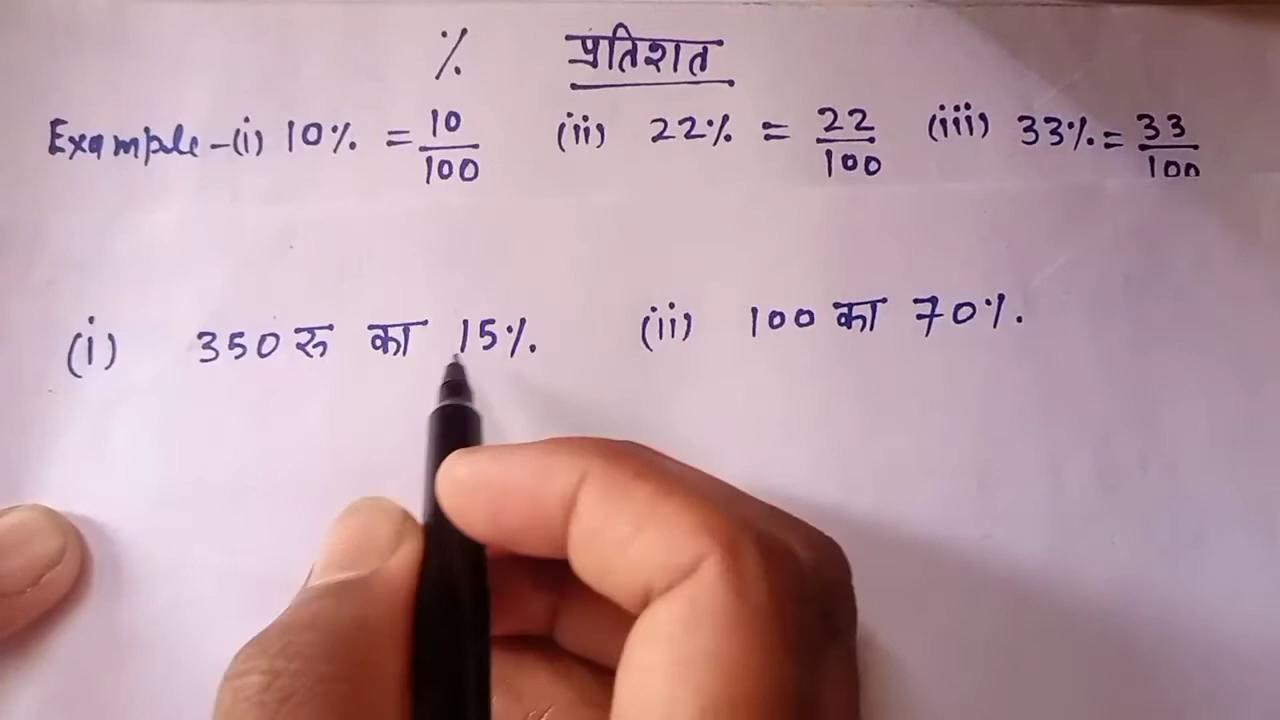 % प्रतिशत
Example-(i) 10% = 10/100 (ii) 22% = 22/100 (iii) 33% = 33/100
(i) 350 रु का 15% (ii) 100 का 70%.